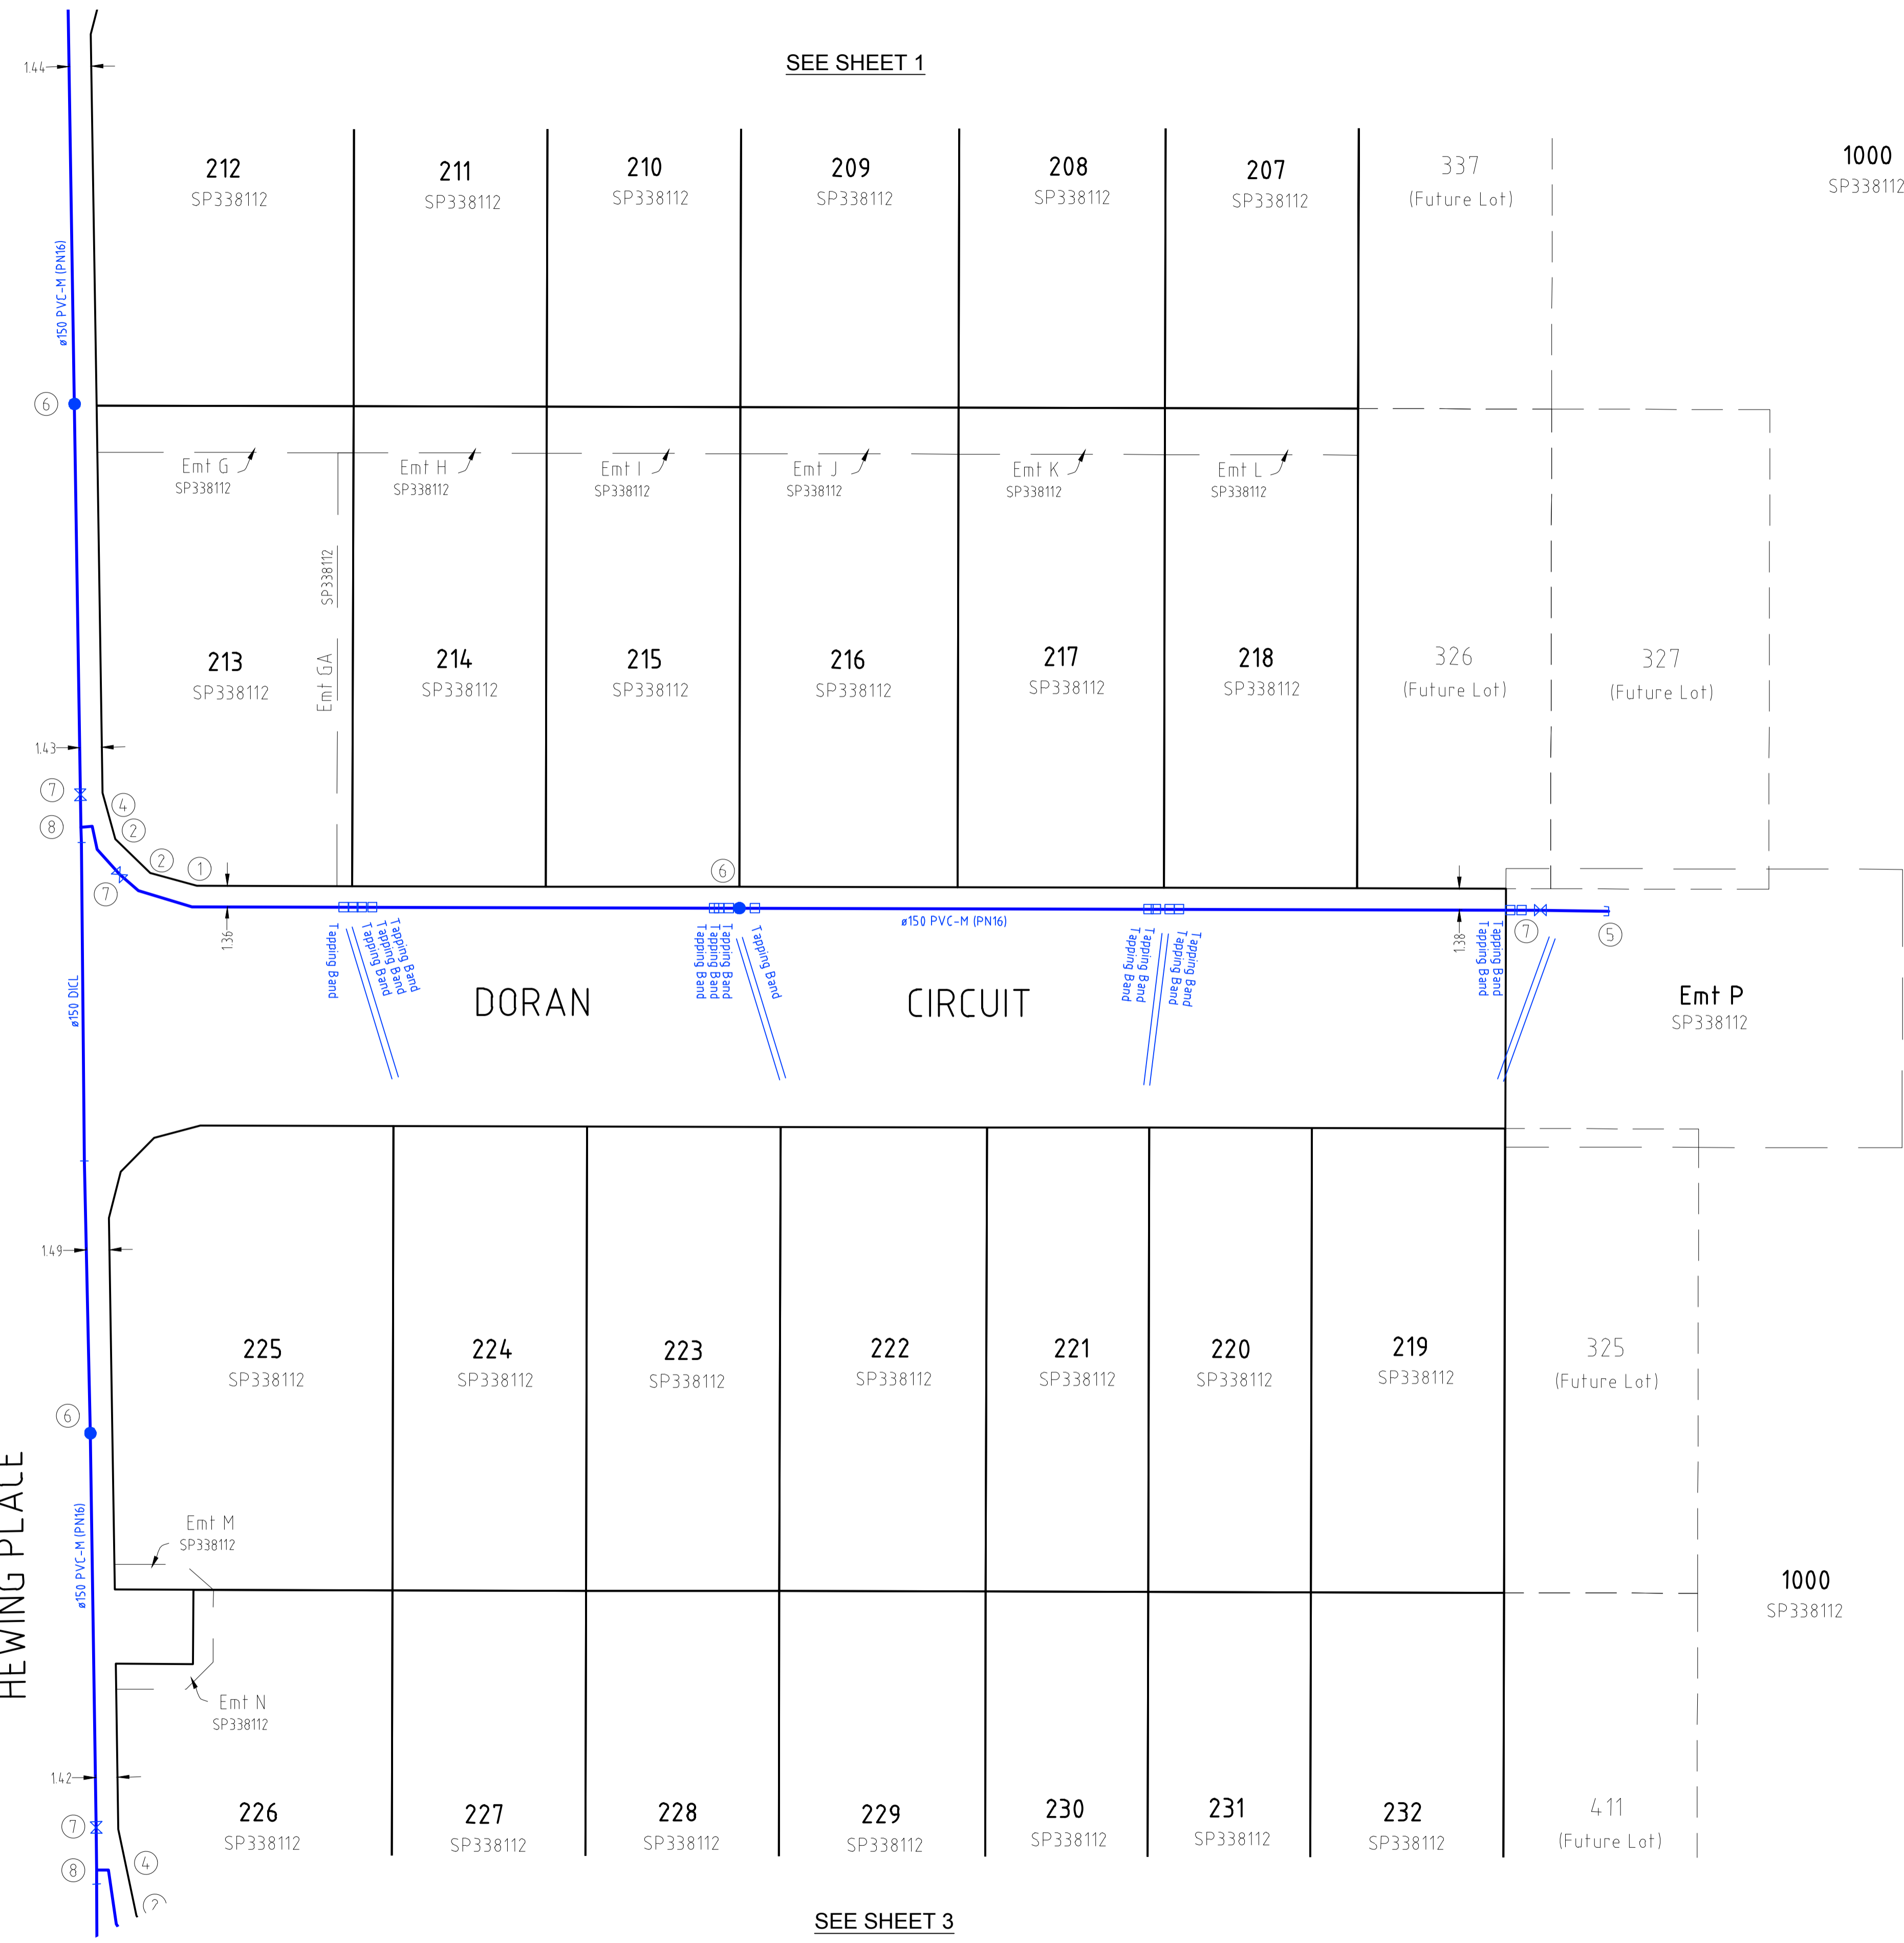 SEE SHEET 1
1.44
212
SP338112
211
SP338112
210
SP338112
209
SP338112
208
SP338112
207
SP338112
337
(Future Lot)
1000
SP338112
ø150 PVC-M (PN16)
6
Emt G
SP338112
Emt H
SP338112
Emt I
SP338112
Emt J
SP338112
Emt K
SP338112
Emt L
SP338112
SP338112
Emt GA
213
SP338112
214
SP338112
215
SP338112
216
SP338112
217
SP338112
218
SP338112
326
(Future Lot)
327
(Future Lot)
1.43
7
4
8
2
2
1
7
6
1.36
ø150 PVC-M (PN16)
1.38
7
5
Tapping Band
Tapping Band
Tapping Band
Tapping Band
Tapping Band
Tapping Band
Tapping Band
Tapping Band
Tapping Band
Tapping Band
Tapping Band
Tapping Band
Tapping Band
Tapping Band
ø150 DICL
DORAN
CIRCUIT
Emt P
SP338112
1.49
225
SP338112
224
SP338112
223
SP338112
222
SP338112
221
SP338112
220
SP338112
219
SP338112
325
(Future Lot)
6
HEWING PLACE
ø150 PVC-M (PN16)
Emt M
SP338112
1000
SP338112
Emt N
SP338112
1.42
226
SP338112
227
SP338112
228
SP338112
229
SP338112
230
SP338112
231
SP338112
232
SP338112
411
(Future Lot)
7
4
8
2
SEE SHEET 3